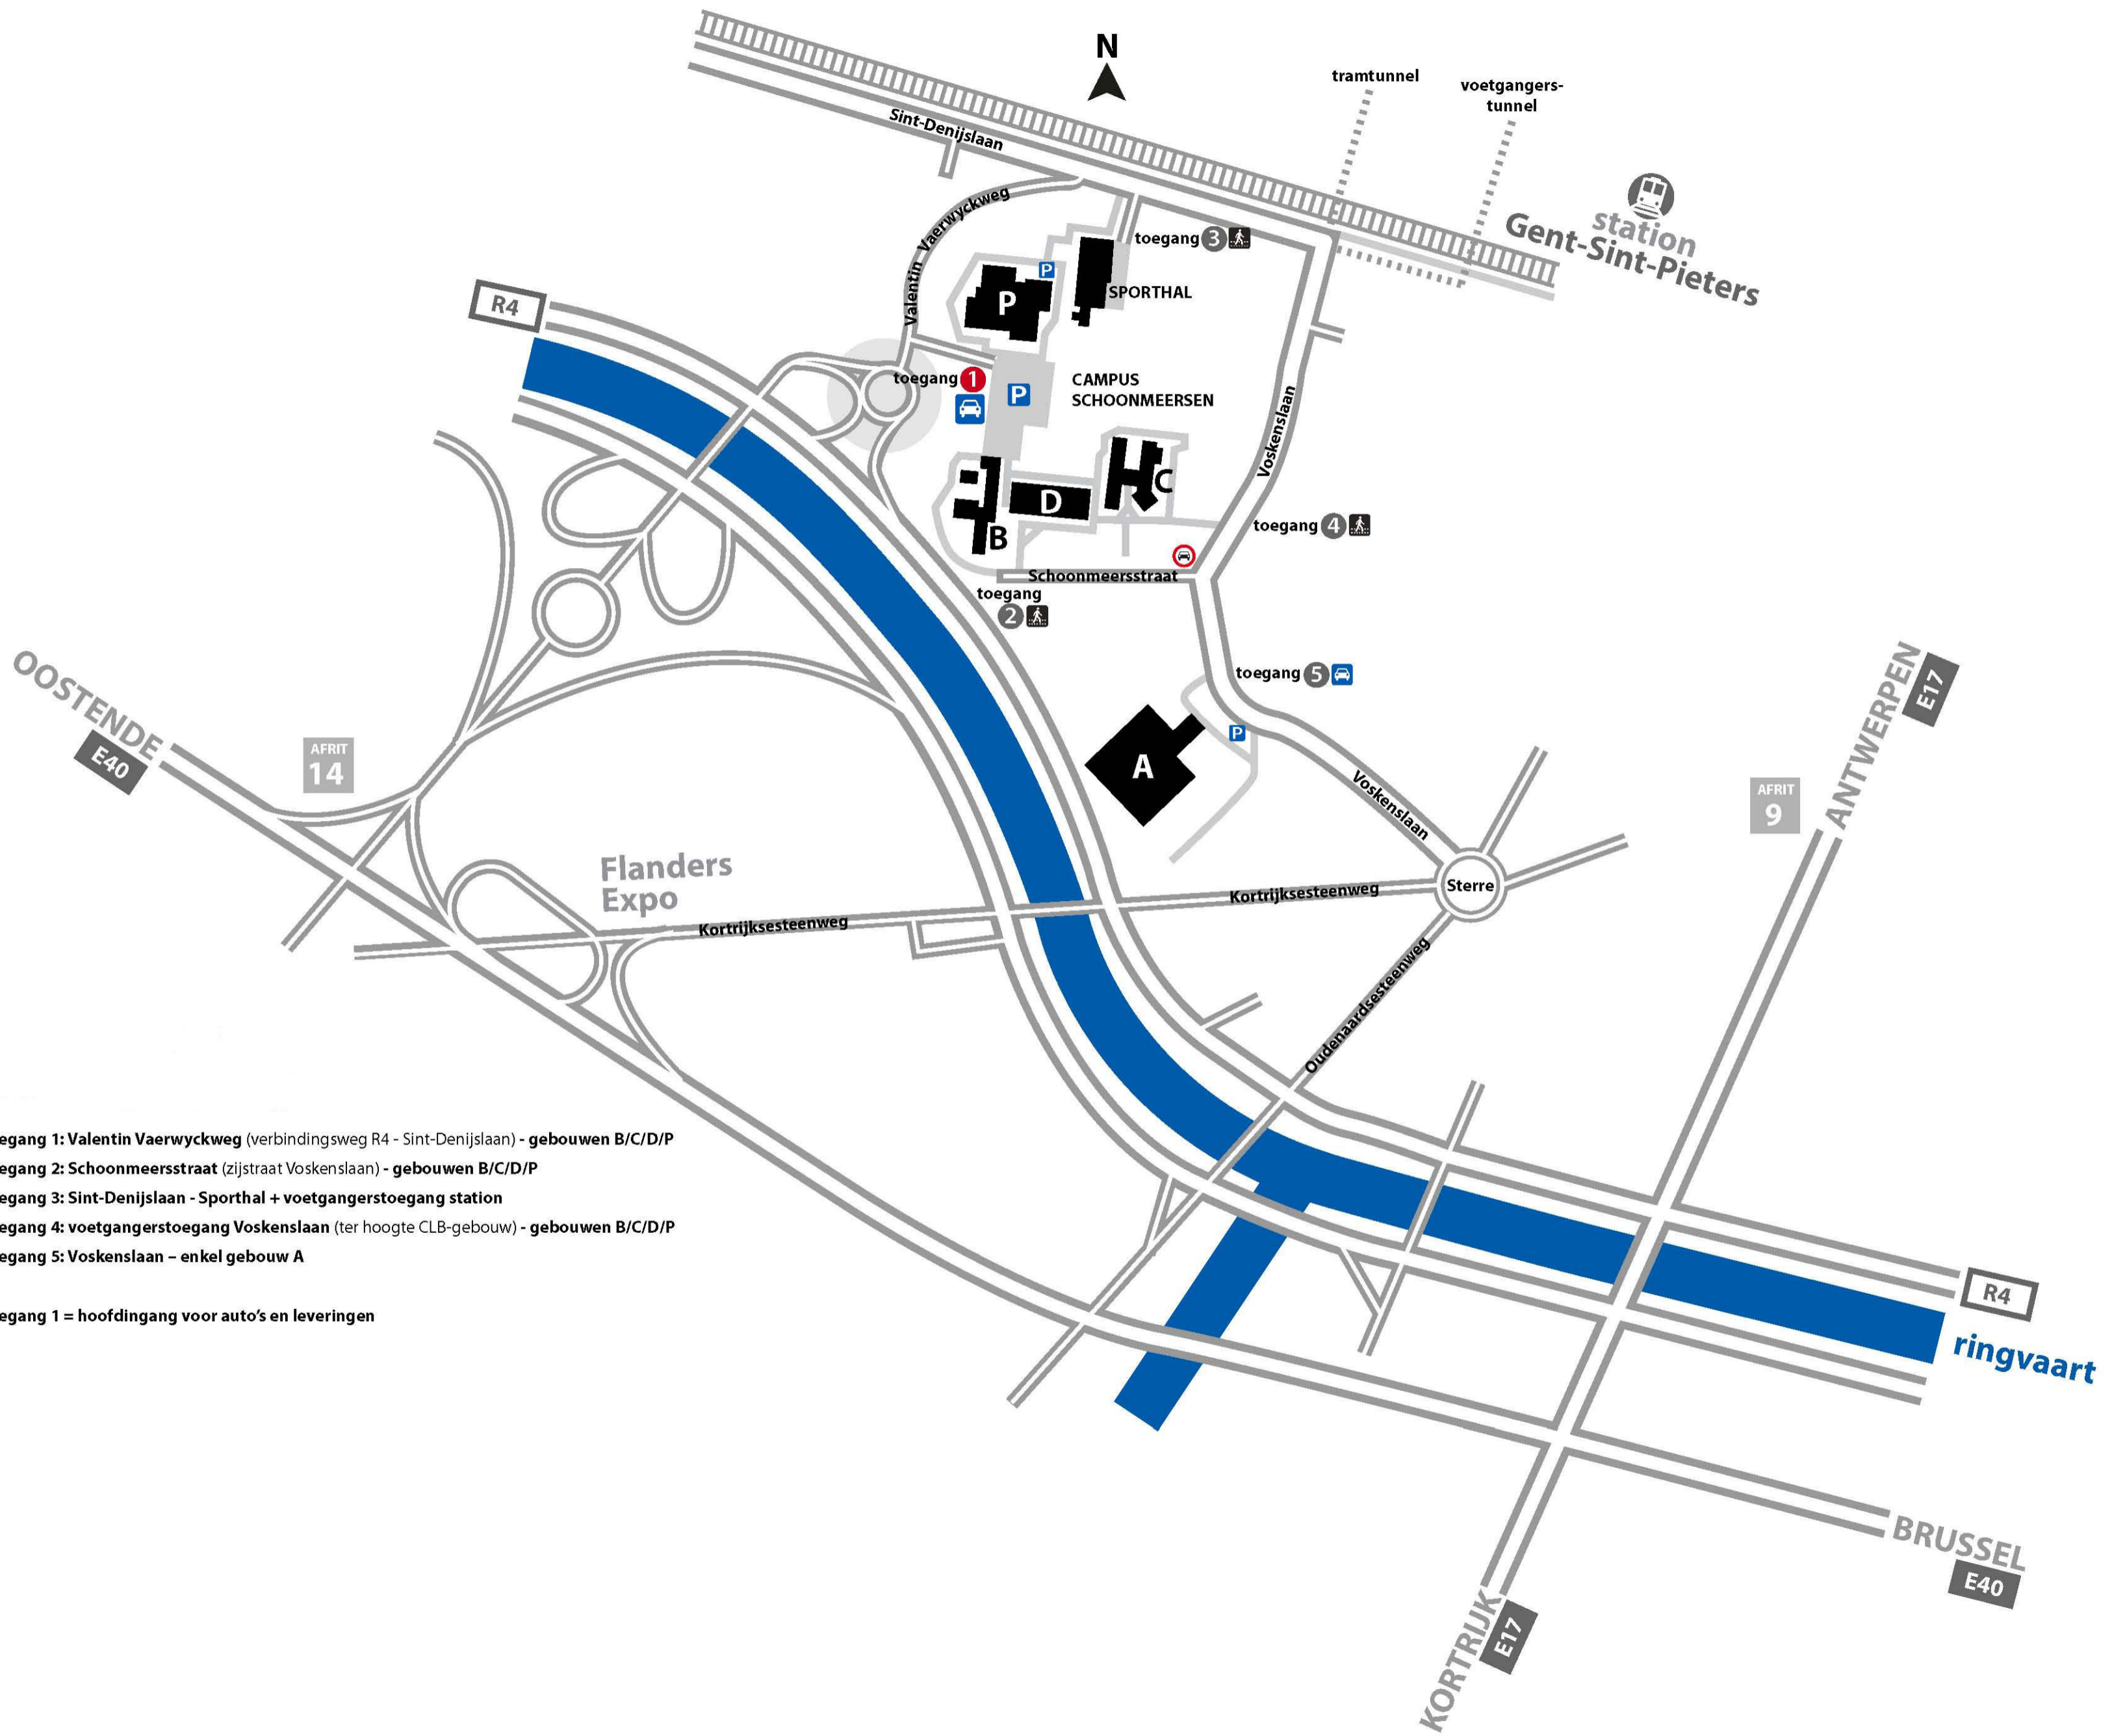 N
tramtunnel
voetgangers-
tunnel
Sint-Denijslaan
station
Gent-Sint-Pieters
Valentin Vaerwyckweg
toegang 3
P
P
SPORTHAL
R4
toegang 1
P
CAMPUS
SCHOONMEERSEN
Voskenslaan
C
D
B
toegang 4
Schoonmeersstraat
toegang
2
toegang 5
P
A
Voskenslaan
OOSTENDE
E40
AFRIT
14
ANTWERPEN
E17
AFRIT
9
Flanders
Expo
Kortrijksesteenweg
Kortrijksesteenweg
Sterre
Oudenaardsesteenweg
egang 1: Valentin Vaerwyckweg (verbindingsweg R4 - Sint-Denijslaan) - gebouwen B/C/D/P
egang 2: Schoonmeersstraat (zijstraat Voskenslaan) - gebouwen B/C/D/P
egang 3: Sint-Denijslaan - Sporthal + voetgangerstoegang station
egang 4: voetgangerstoegang Voskenslaan (ter hoogte CLB-gebouw) - gebouwen B/C/D/P
egang 5: Voskenslaan – enkel gebouw A
egang 1 = hoofdingang voor auto's en leveringen
R4
ringvaart
BRUSSEL
E40
KORTRIJK
E17